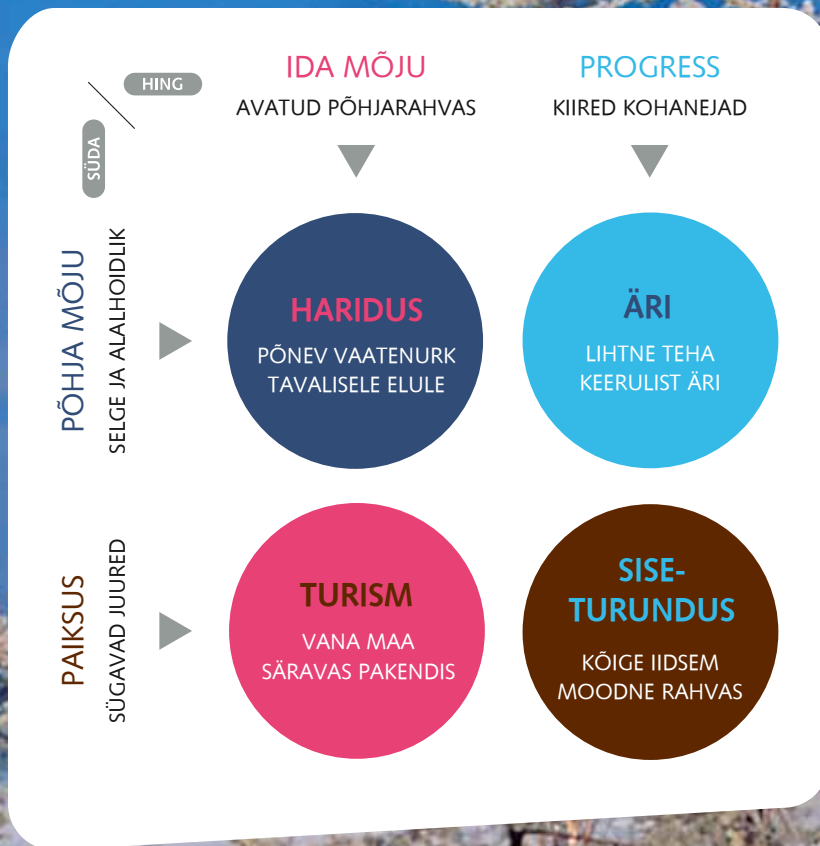 HING
SÜDA
IDA MÕJU
AVATUD PÕHJARAHVAS
PROGRESS
KIIRED KOHANEJAD
PÕHJA MÕJU
SELGE JA ALALHOIDLIK
HARIDUS
PÕNEV VAATENURK
TAVALISELE ELULE
ÄRI
LIHTNE TEHA
KEERULIST ÄRI
PAIKSUS
SÜGAVAD JUURED
TURISM
VANA MAA
SÄRAVAS PAKENDIS
SISE-
TURUNDUS
KÕIGE IIDSEM
MOODNE RAHVAS